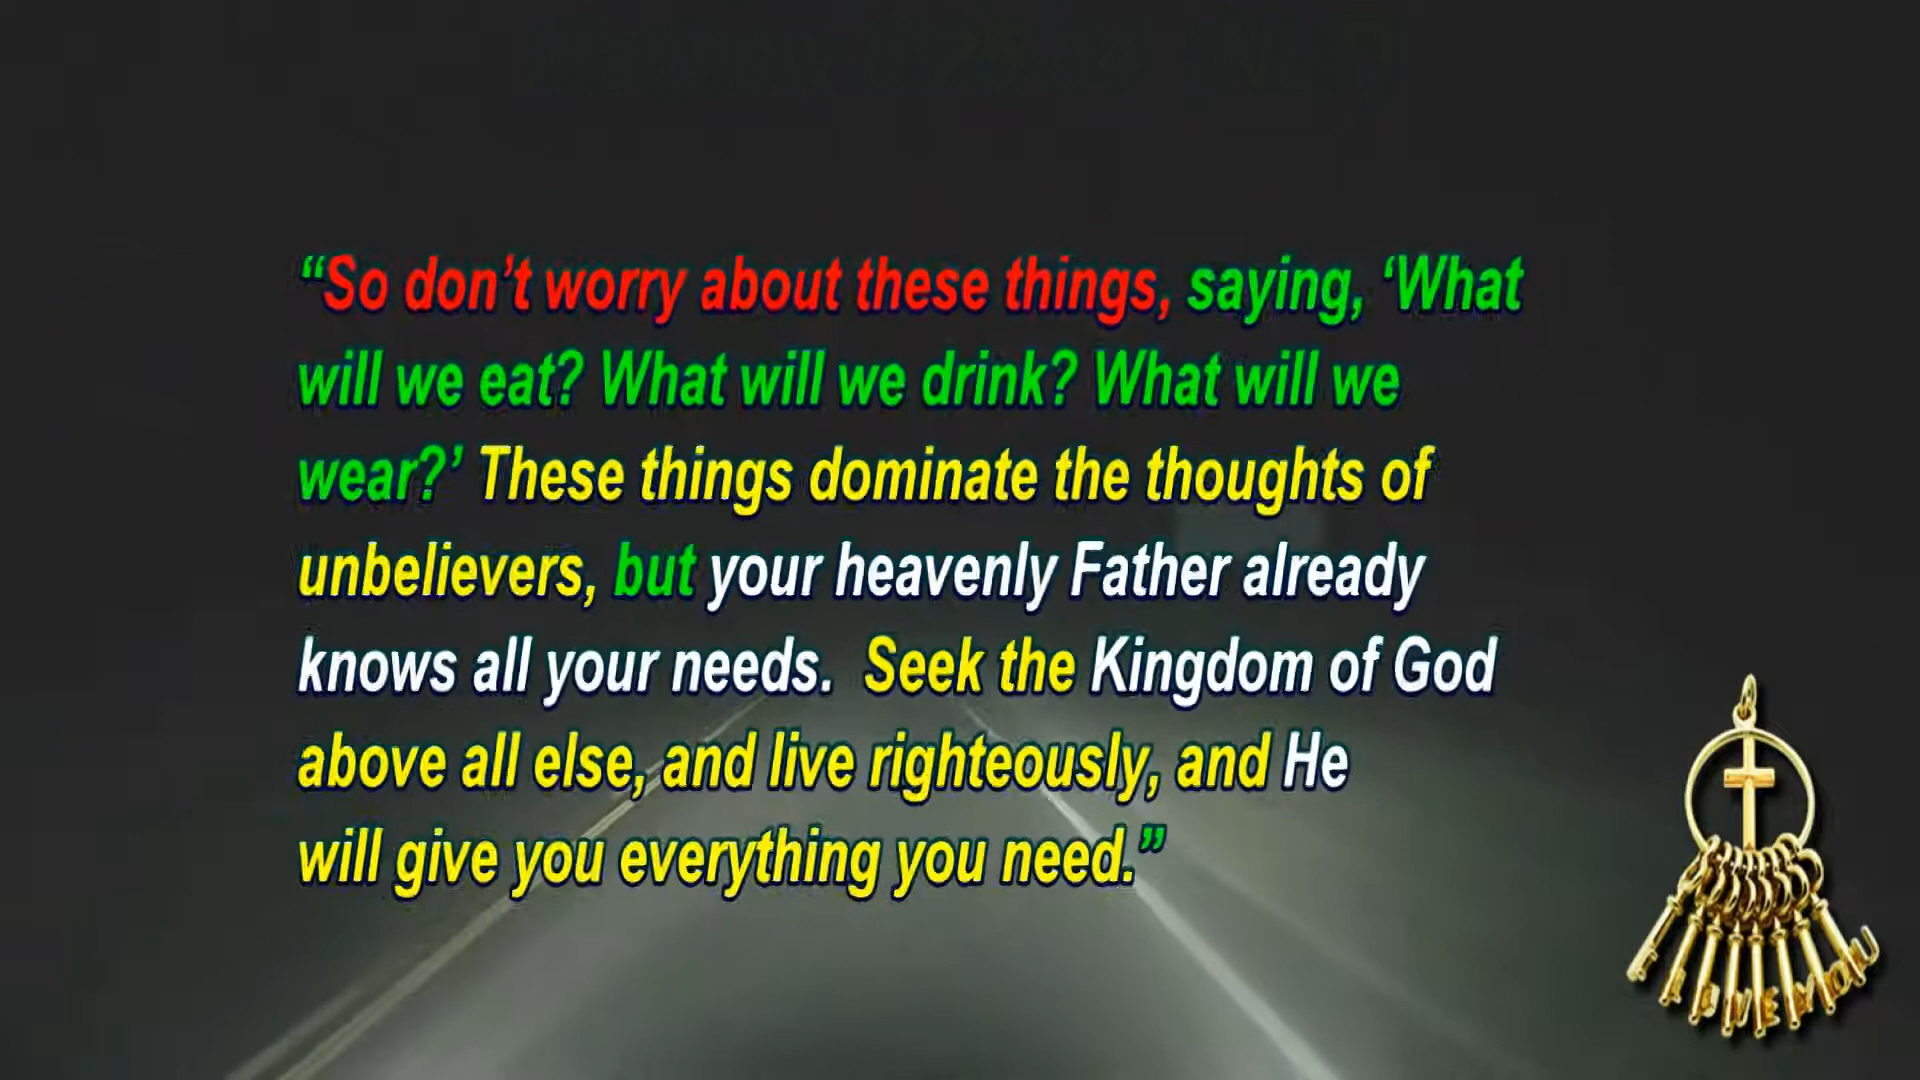 “So don’t worry about these things, saying, ‘What
will we eat? What will we drink? What will we
wear?’ These things dominate the thoughts of
unbelievers, but your heavenly Father already
knows all your needs.  Seek the Kingdom of God
above all else, and live righteously, and He
will give you everything you need.”